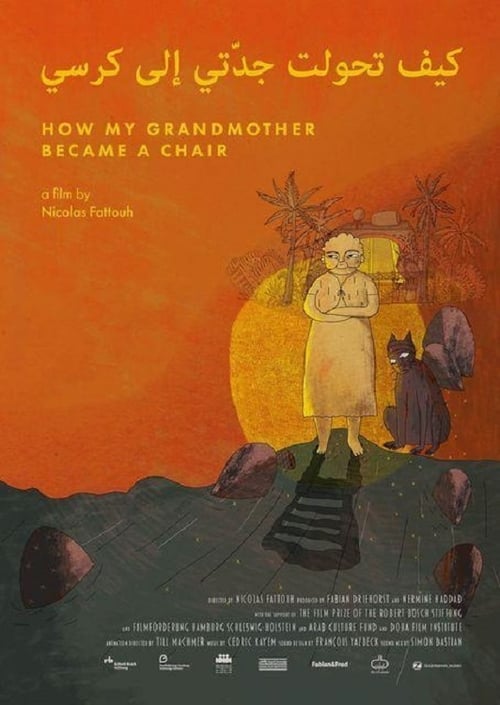 كيف تحولت جدّتي إلى كرسي
HOW MY GRANDMOTHER
BECAME A CHAIR
a film by
Nicolas Fattouh
DIRECTED BY NICOLAS FATTOUH PRODUCED BY FABIAN DRIEHORST AND NERMINE HADDAD
WITH THE SUPPORT OF THE FILM PRIZE OF THE ROBERT BOSCH STIFTUNG
AND FILMFÖRDERUNG HAMBURG SCHLESWIG-HOLSTEIN AND ARAB CULTURE FUND AND DOHA FILM INSTITUTE
ANIMATION DIRECTED BY TILL MACHMER MUSIC BY CEDRIC KAYEM SOUND DESIGN BY FRANÇOIS YAZBECK SOUND MIX BY SIMON BASTIAN
Fabian&Fred